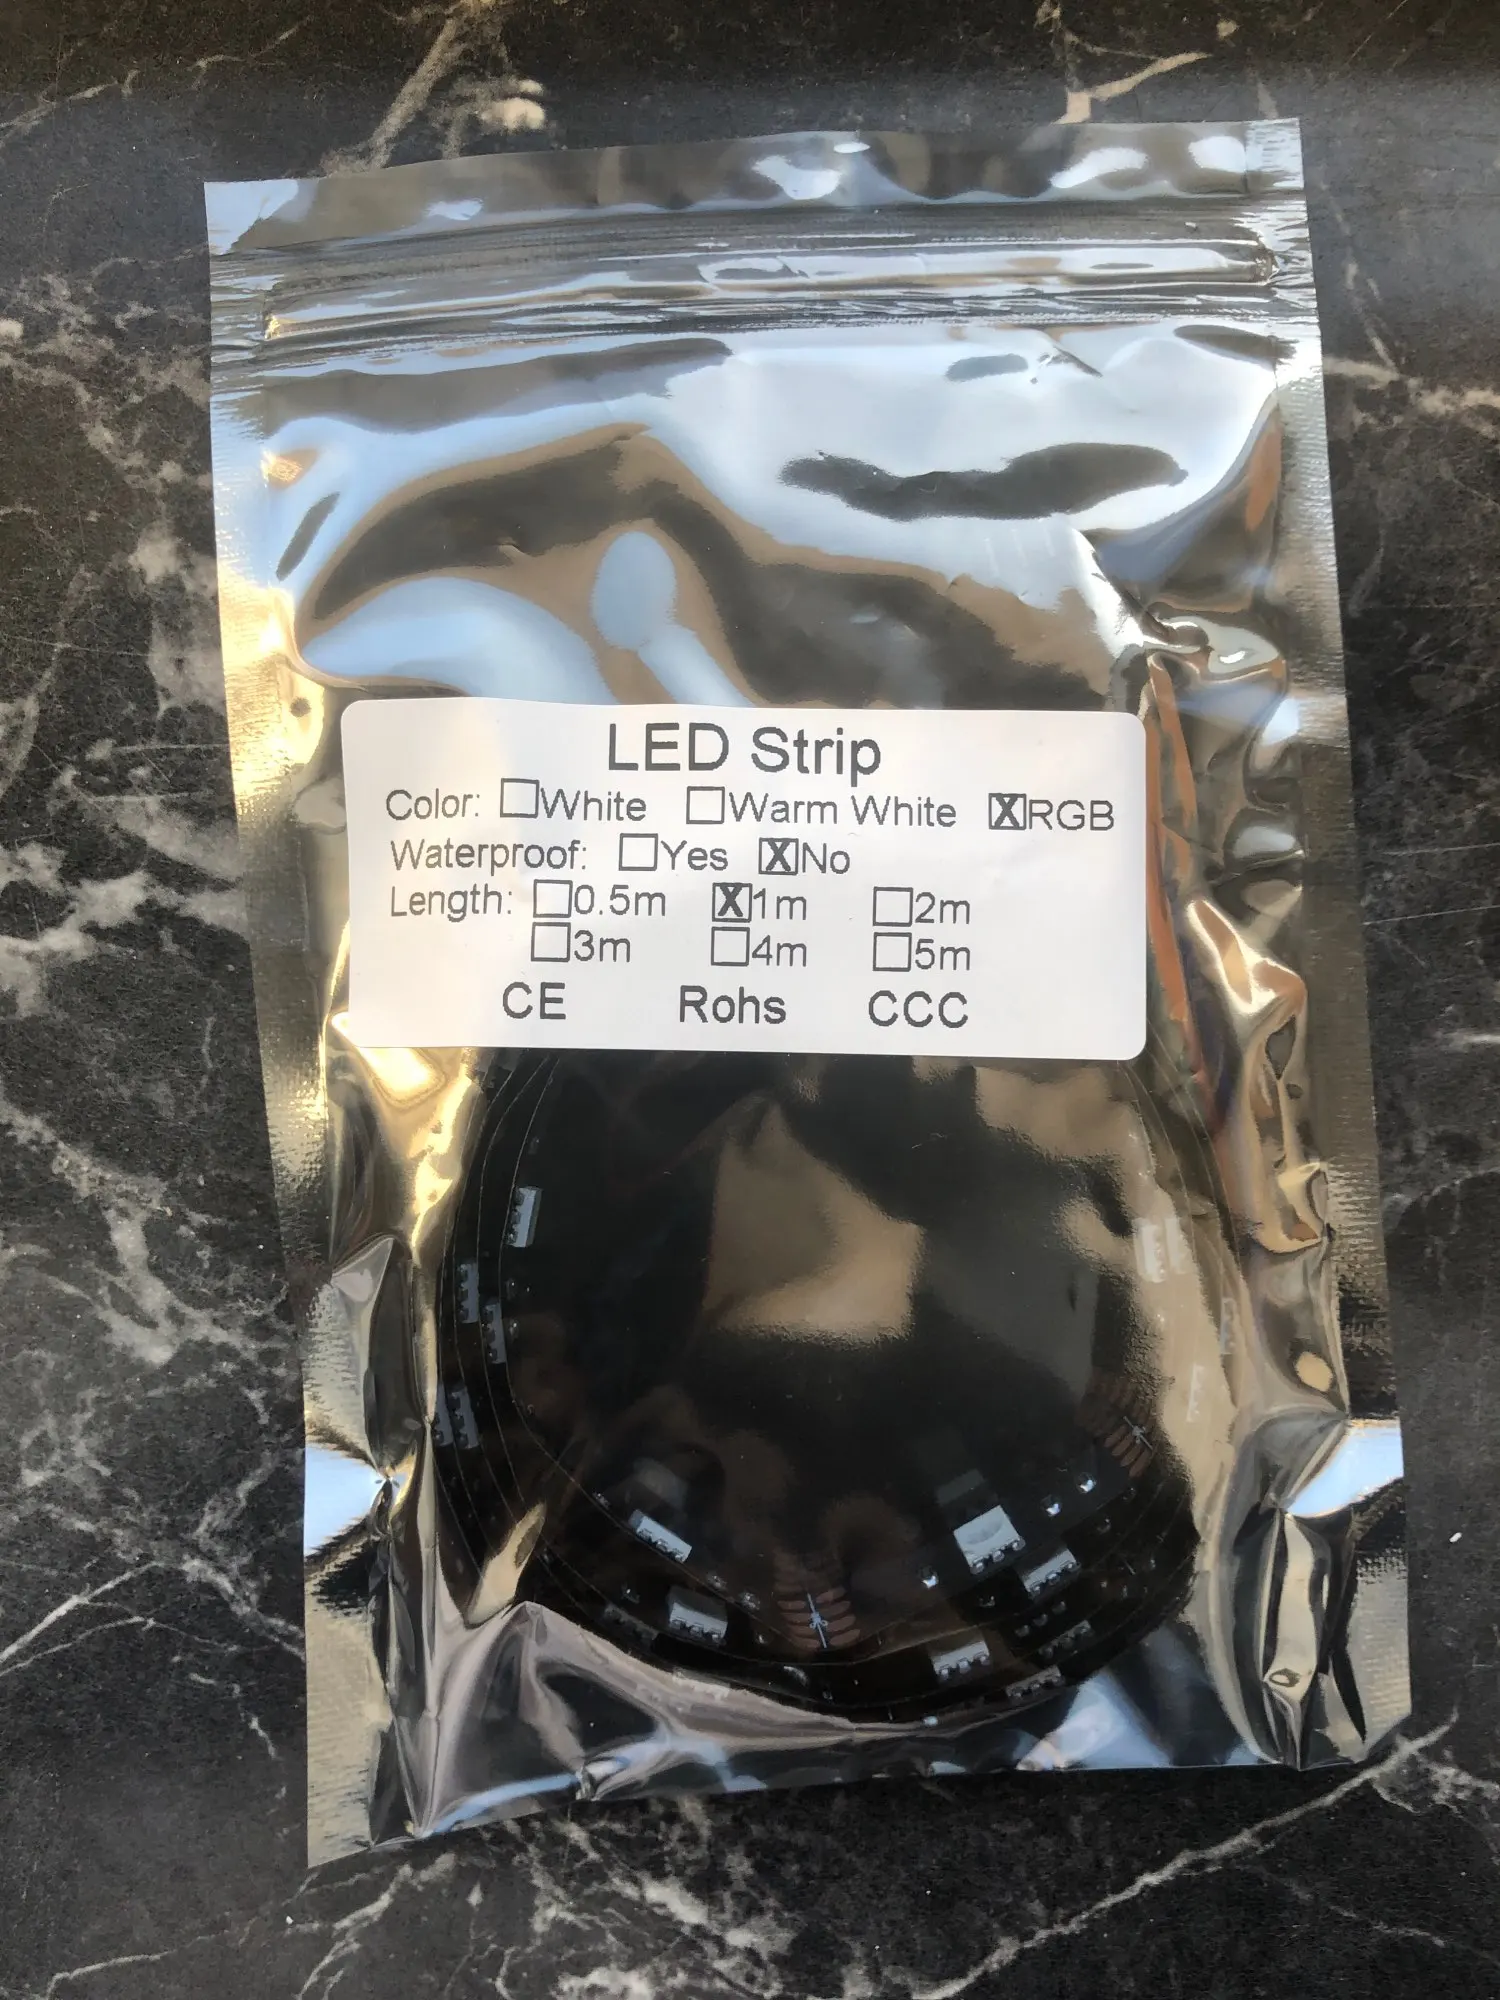 LED Strip
Color: ☐White ☐Warm White ☒RGB
Waterproof: ☐Yes ☒No
Length: ☐0.5m ☒1m ☐2m
☐3m ☐4m ☐5m
CE Rohs CCC